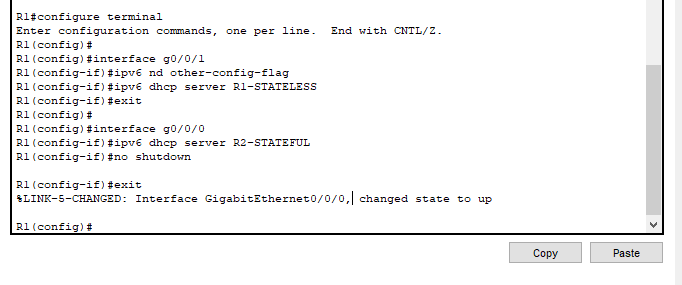 R1#configure terminal
Enter configuration commands, one per line.  End with CNTL/Z.
R1(config)#
R1(config)#interface g0/0/1
R1(config-if)#ipv6 nd other-config-flag
R1(config-if)#ipv6 dhcp server R1-STATELESS
R1(config-if)#exit
R1(config)#
R1(config)#interface g0/0/0
R1(config-if)#ipv6 dhcp server R2-STATEFUL
R1(config-if)#no shutdown
R1(config-if)#exit
%LINK-5-CHANGED: Interface GigabitEthernet0/0/0, changed state to up
R1(config)#
Copy
Paste